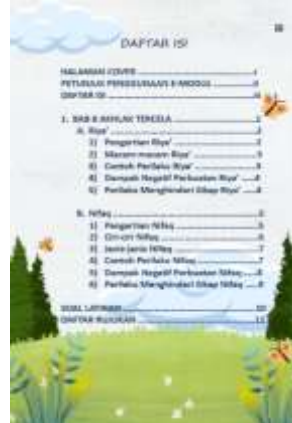 iii
DAFTAR ISI
HALAMAN COVER
PETUNJUK PENGGUNAAN E-MODUL
DAFTAR ISI
1. BAB 8 AKHLAK TERCELA
A. Riya'
1) Pengertian Riya'
2) Macam-macam Riya'
3) Contoh Perilaku Riya'
4) Dampak Negatif Perbuatan Riya'
5) Perilaku Menghindari Sikap Riya'
B. Nifaq
1) Pengertian Nifaq
2) Ciri-ciri Nifaq
3) Jenis-jenis Nifaq
4) Contoh Perilaku Nifaq
5) Dampak Negatif Perbuatan Nifaq
6) Perilaku Menghindari Sikap Nifaq
SOAL LATIHAN
DAFTAR RUJUKAN